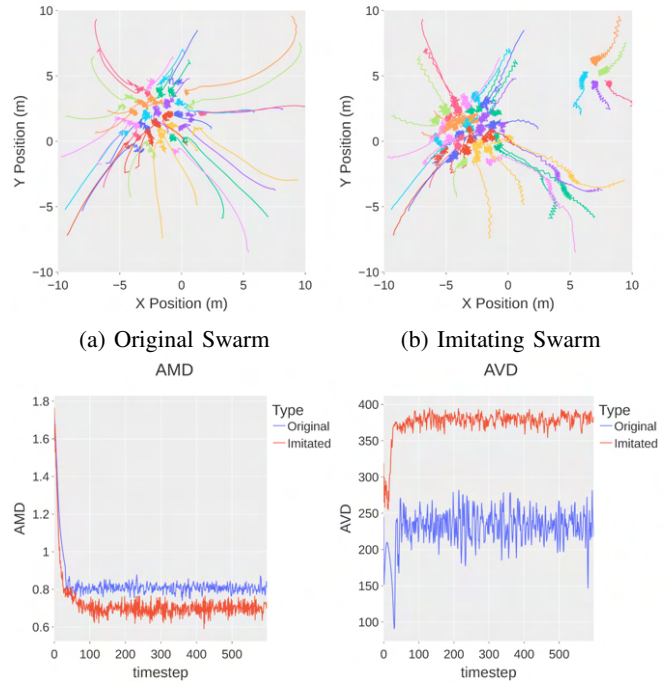 10
5
0
−5
−10
Y Position (m)
−10
−5
0
5
10
X Position (m)
(a) Original Swarm
10
5
0
−5
−10
Y Position (m)
−10
−5
0
5
10
X Position (m)
(b) Imitating Swarm
AMD
1.8
1.6
1.4
1.2
1
0.8
0.6
AMD
0
100
200
300
400
500
timestep
Type
Original
Imitated
AVD
400
350
300
250
200
150
100
AVD
0
100
200
300
400
500
timestep
Type
Original
Imitated